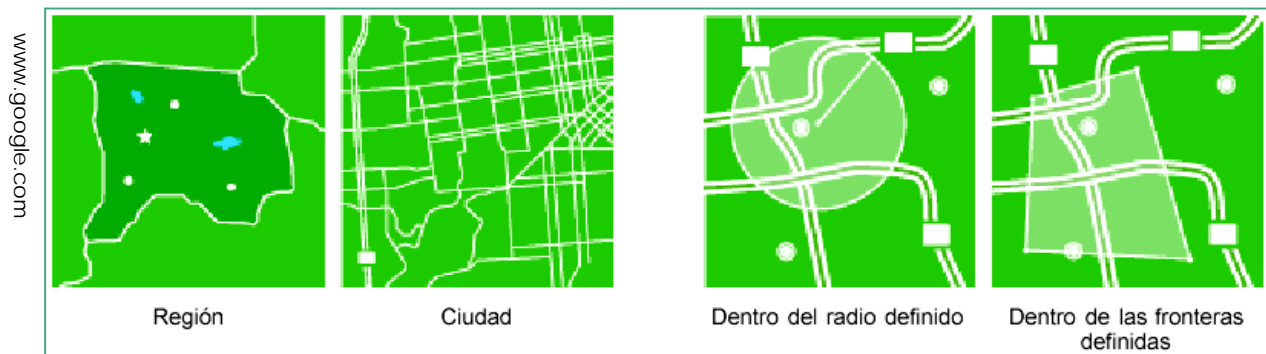 www.google.com
Región
Ciudad
Dentro del radio definido
Dentro de las fronteras
definidas